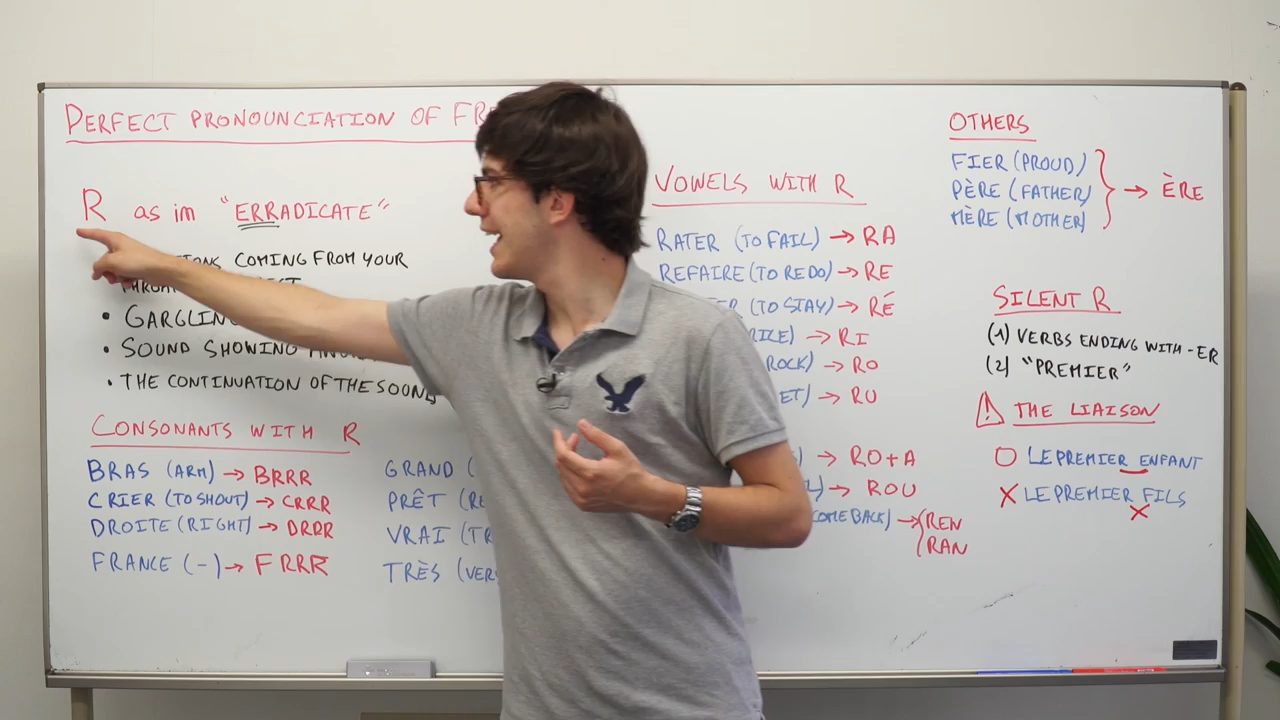 PERFECT PRONOUNCIATION OF FR
R as in "ERRADICATE"
COMING FROM YOUR
GARGLIN
• SOUND SHOWING
• THE CONTINUATION OF THE SOUND
CONSONANTS WITH R
BRAS (ARM) → BRRR
CRIER (TO SHOUT) → CRRR
DROITE (RIGHT) → DRRR
FRANCE (-) → FRRR
GRAND (
PRÊT (R
VRAI (TR
TRÈS (VER
VOWELS WITH R
RATER (TO FAIL) → RA
REFAIRE (TO REDO) → RE
(TO STAY) → RÉ
→ RI
ROCK) → RO
ET) → RU
) → RO+A
) → ROU
COME BACK) → (REN
(RAN
OTHERS
FIER (PROUD)
PÈRE (FATHER) } → ÈRE
MÈRE (MOTHER)
SILENT R
(1) VERBS ENDING WITH -ER
(2) "PREMIER"
⚠ THE LIAISON
O LE PREMIER ENFANT
X LE PREMIER FILS
X